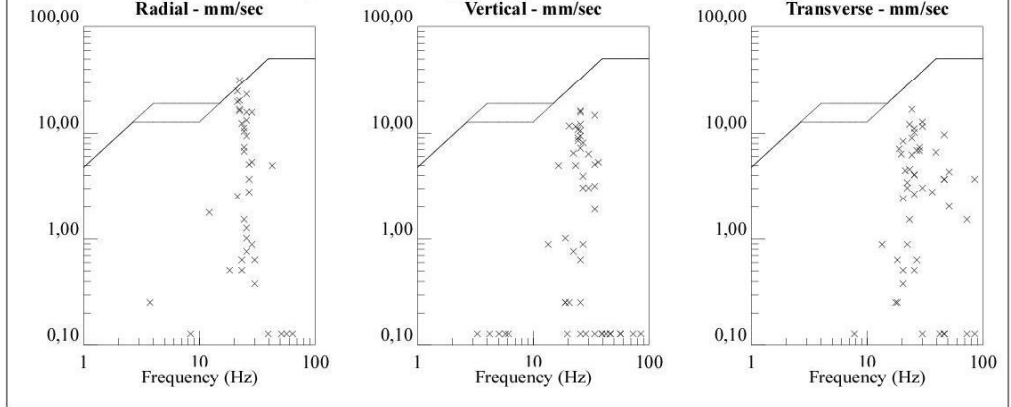 Radial - mm/sec
100,00
10,00
1,00
0,10
1 10 100
Frequency (Hz)
Vertical - mm/sec
100,00
10,00
1,00
0,10
1 10 100
Frequency (Hz)
Transverse - mm/sec
100,00
10,00
1,00
0,10
1 10 100
Frequency (Hz)